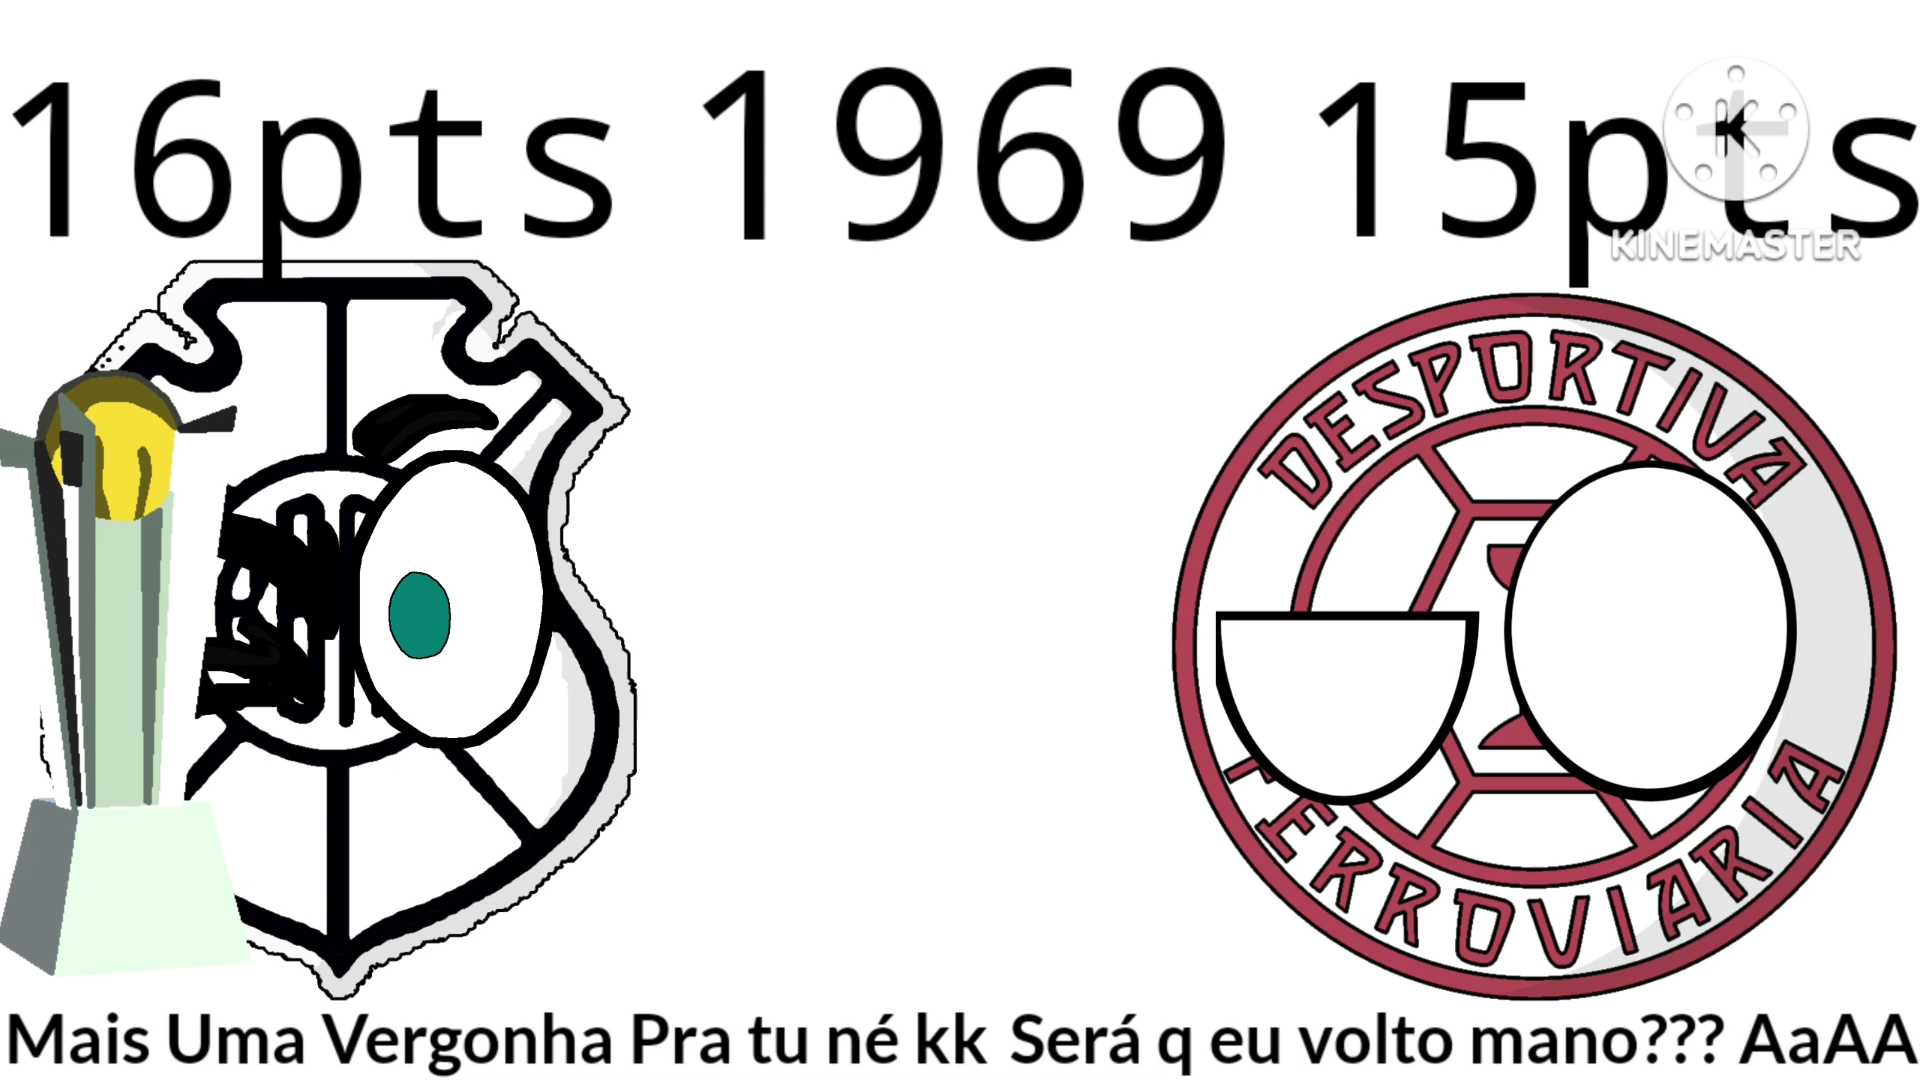 16pts 1969 15pts
KINEMASTER
DESPORTIVA
FERROVIARIA
Mais Uma Vergonha Pra tu né kk Será q eu volto mano??? AaAA